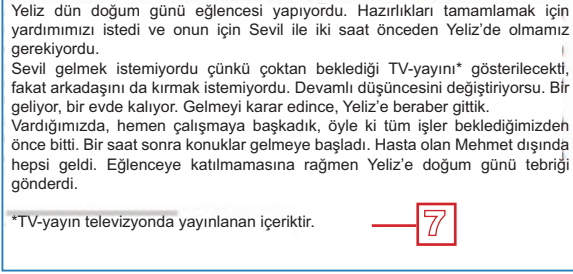 Yeliz dün doğum günü eğlencesi yapıyordu. Hazırlıkları tamamlamak için
yardımımızı istedi ve onun için Sevil ile iki saat önceden Yeliz’de olmamız
gerekiyordu.
Sevil gelmek istemiyordu çünkü çoktan beklediği TV-yayını* gösterilecekti,
fakat arkadaşını da kırmak istemiyordu. Devamlı düşüncesini değiştiriyorsu. Bir
geliyor, bir evde kalıyor. Gelmeyi karar edince, Yeliz’e beraber gittik.
Vardığımızda, hemen çalışmaya başkadık, öyle ki tüm işler beklediğimizden
önce bitti. Bir saat sonra konuklar gelmeye başladı. Hasta olan Mehmet dışında
hepsi geldi. Eğlenceye katılmamasına rağmen Yeliz’e doğum günü tebriği
gönderdi.
*TV-yayın televizyonda yayınlanan içeriktir.
7